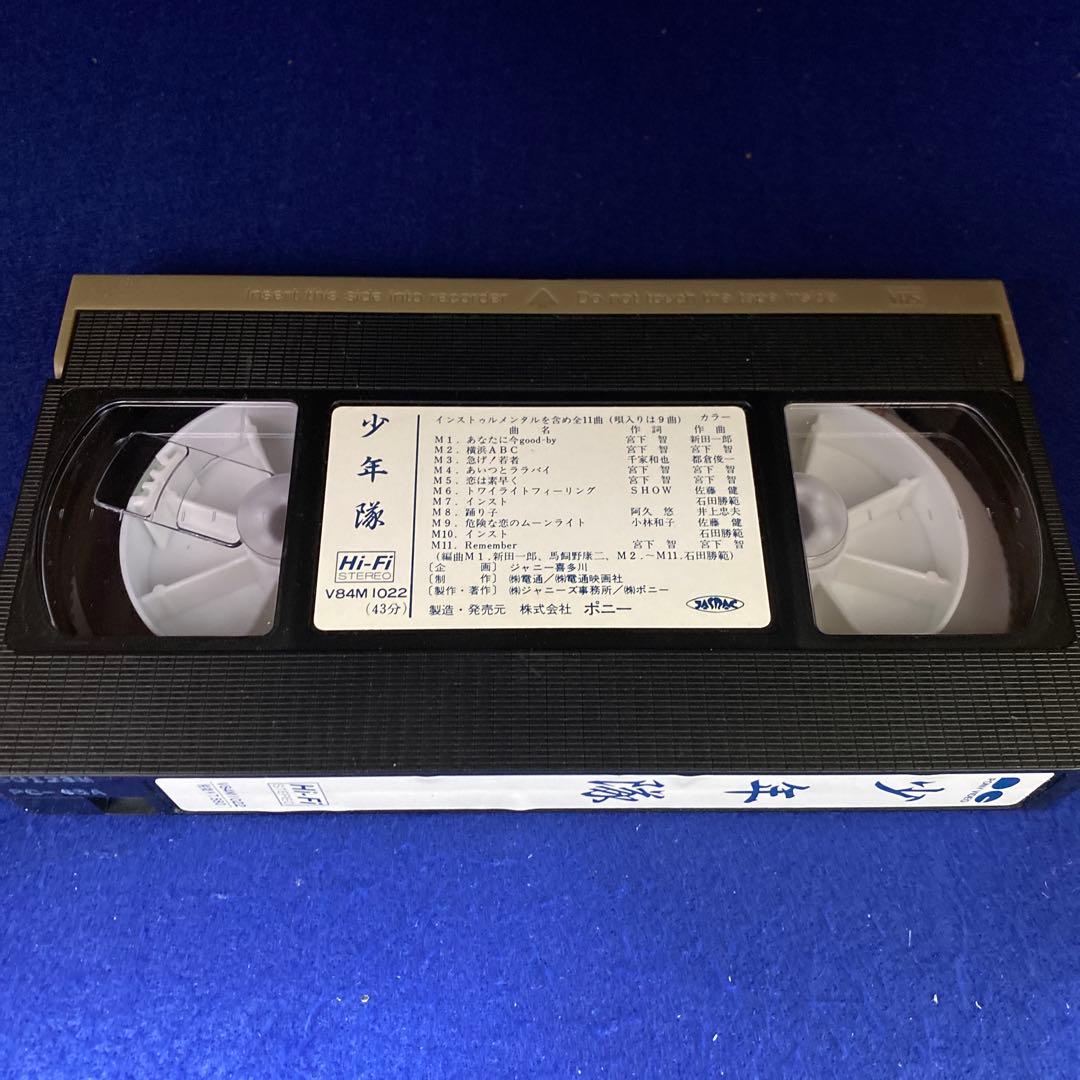 Insert this side into recorder △ Do not touch the tape inside VHS
少年隊
Hi-Fi
STEREO
V84M1022
(43分)
インストゥルメンタルを含め全11曲(唄入りは9曲) カラー
曲 名 作 詞 作 曲
M1. あなたに今good-by 宮下 智 新田一郎
M2. 横浜ABC 宮下 智 宮下 智
M3. 急げ!若者 千家和也 都倉俊一
M4. あいつとララバイ 宮下 智 宮下 智
M5. 恋は素早く 宮下 智 宮下 智
M6. トワイライトフィーリング SHOW 佐藤 健
M7. インスト 石田勝範
M8. 踊り子 阿久 悠 井上忠夫
M9. 危険な恋のムーンライト 小林和子 佐藤 健
M10. インスト 石田勝範
M11. Remember 宮下 智 宮下 智
(編曲M1.新田一郎、馬飼野康二、M2.~M11.石田勝範)
[企 画] ジャニー喜多川
[制 作] ㈱電通/㈱電通映画社
[製作・著作] ㈱ジャニーズ事務所/㈱ポニー
製造・発売元 株式会社 ポニー
JASRAC
少年隊
Hi-Fi
STEREO
V84M1022
PONY VIDEO